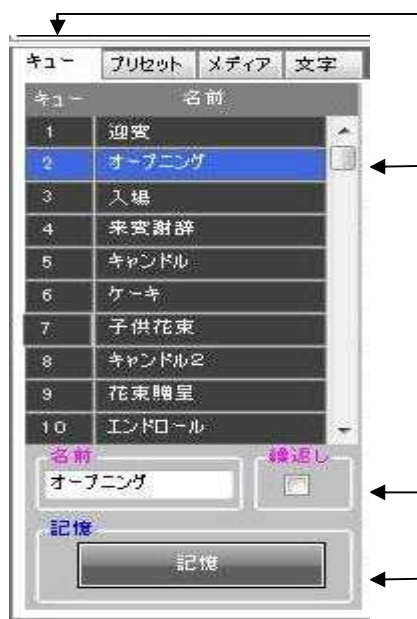 キュー プリセット メディア 文字
キュー 名前
1 迎賓
2 オープニング
3 入場
4 来賓謝辞
5 キャンドル
6 ケーキ
7 子供花束
8 キャンドル2
9 花束贈呈
10 エンドロール
名前 繰返し
オープニング
記憶
記憶